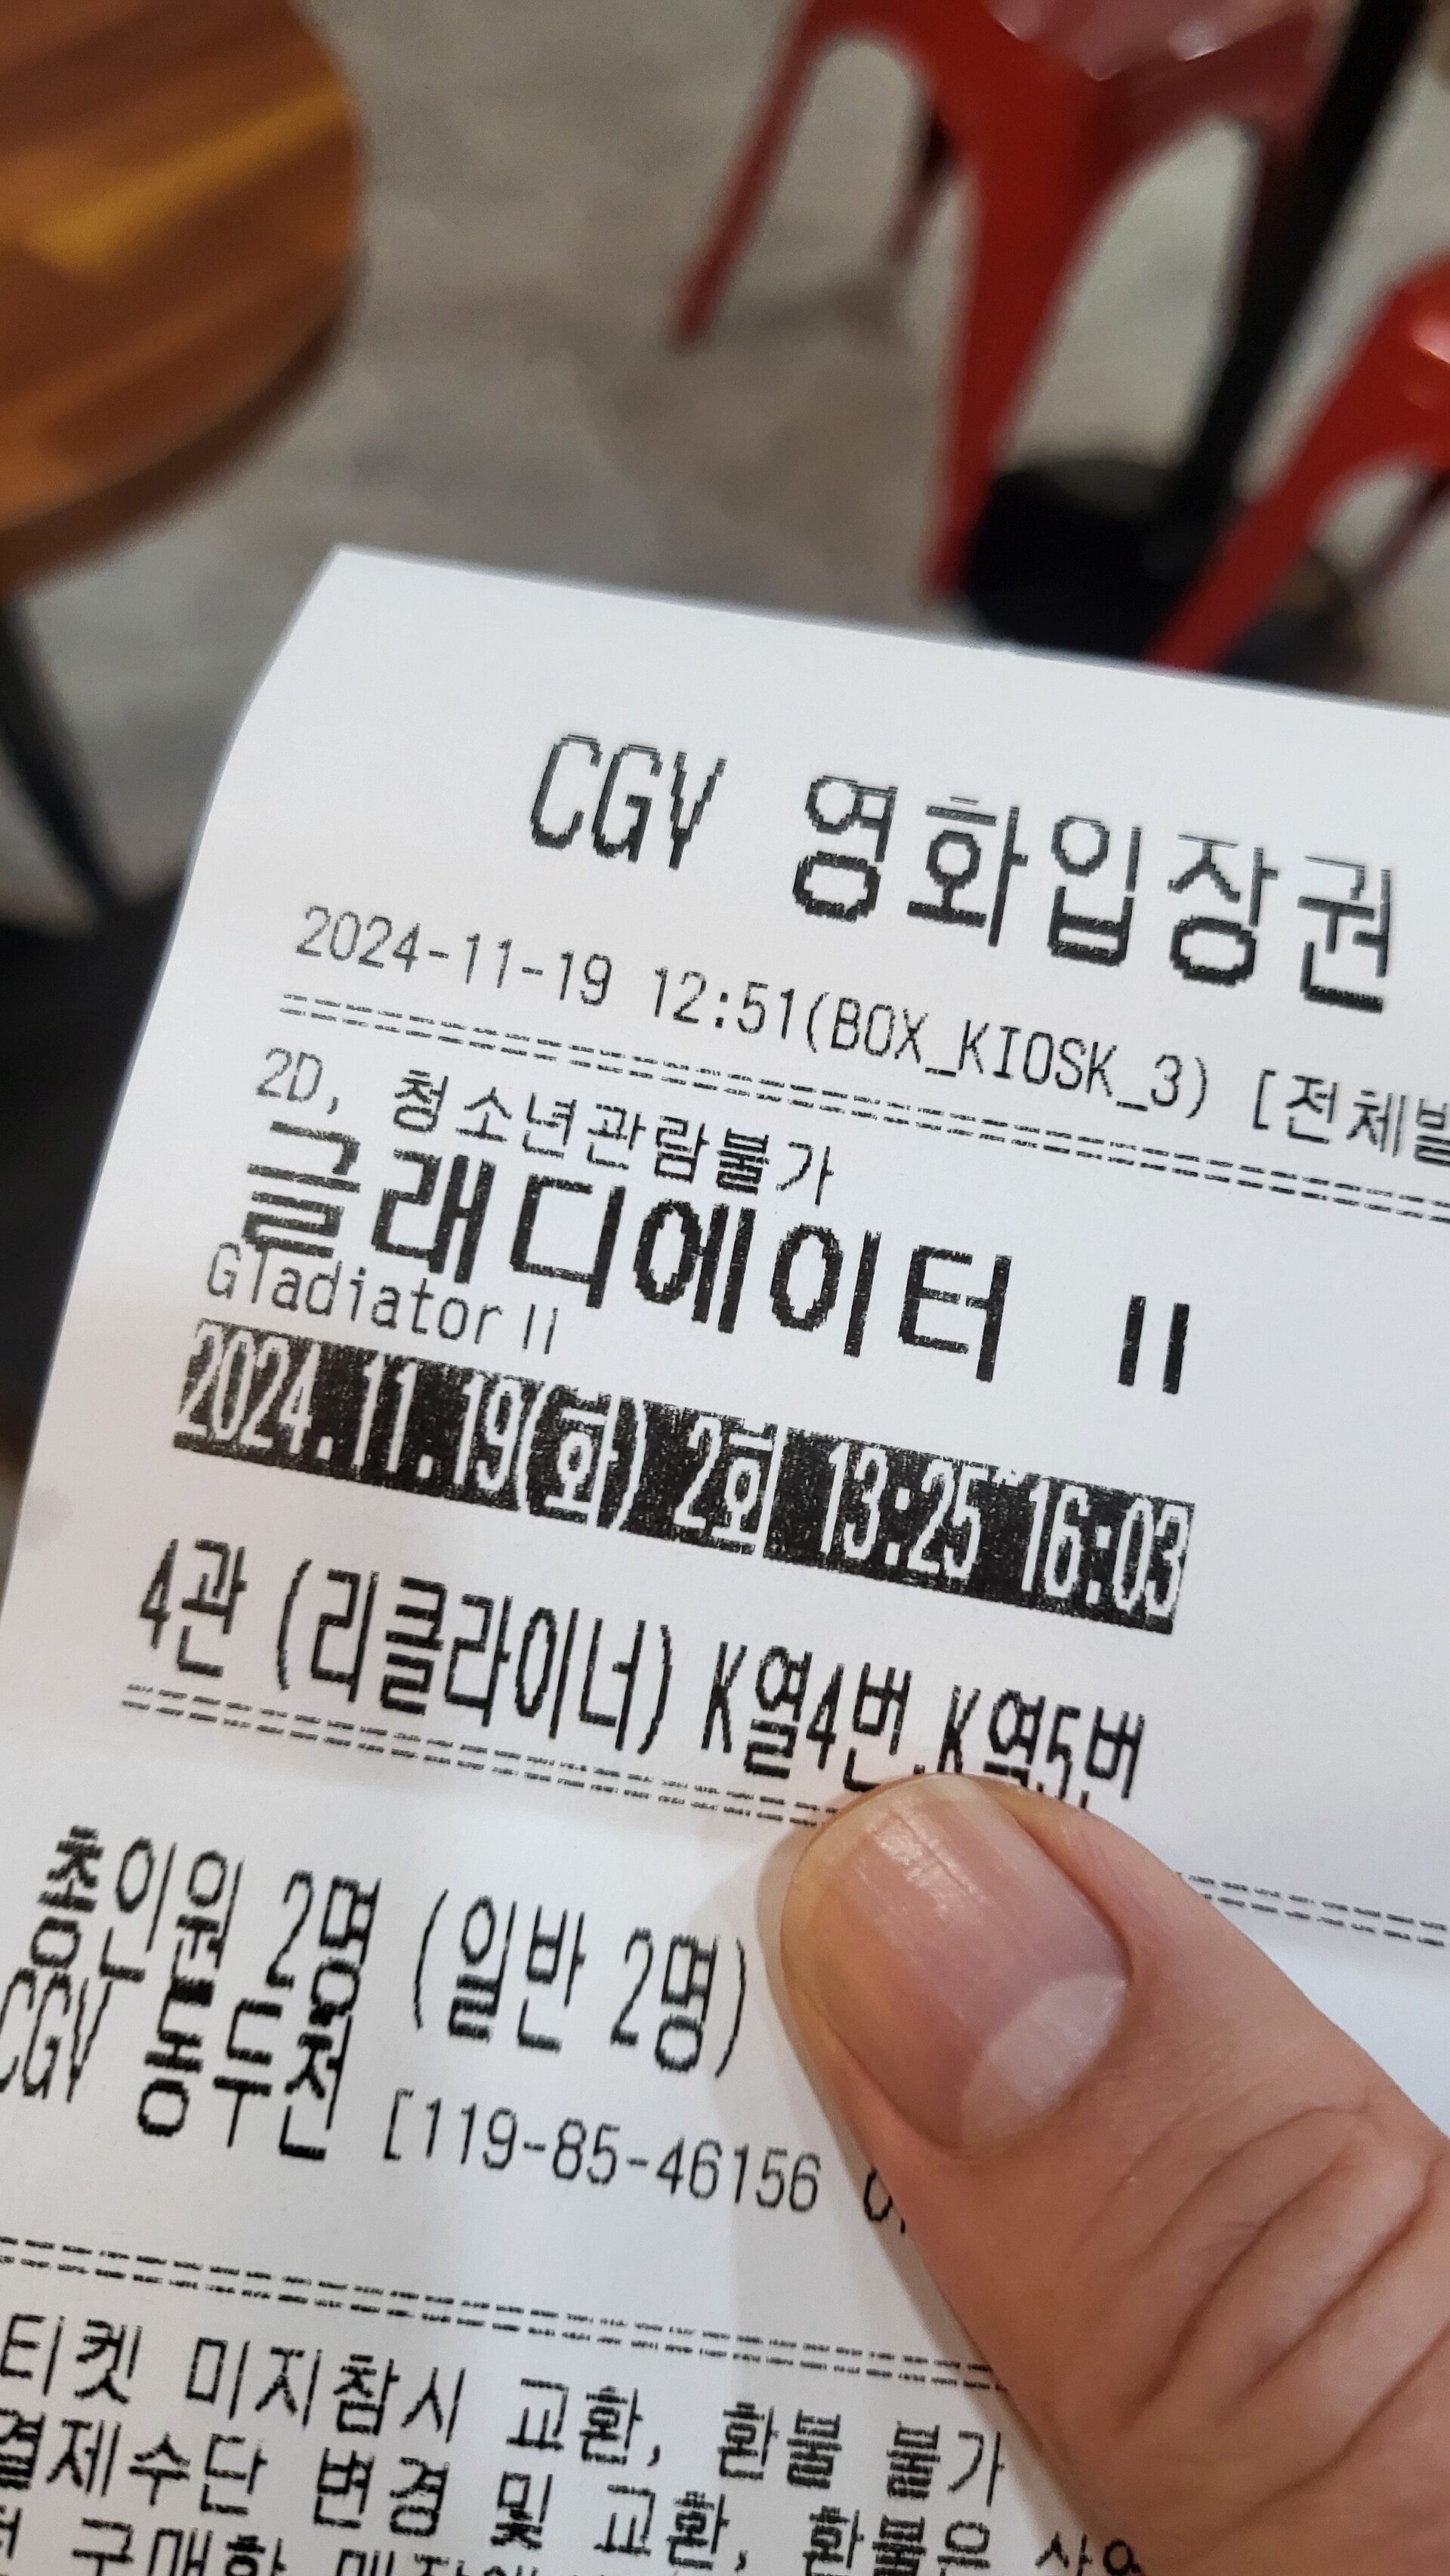 CGV 영화입장권
2024-11-19 12:51(BOX_KIOSK_3) [전체발
2D, 청소년관람불가
글래디에이터 II
Gladiator II
2024.11.19(화) 2회 13:25~16:03
4관 (리클라이너) K열4번,K열5번
총인원 2명 (일반 2명)
CGV 동두천 [119-85-46156
티켓 미지참시 교환, 환불 불가
결제수단 변경 및 교환, 환불은
구매한